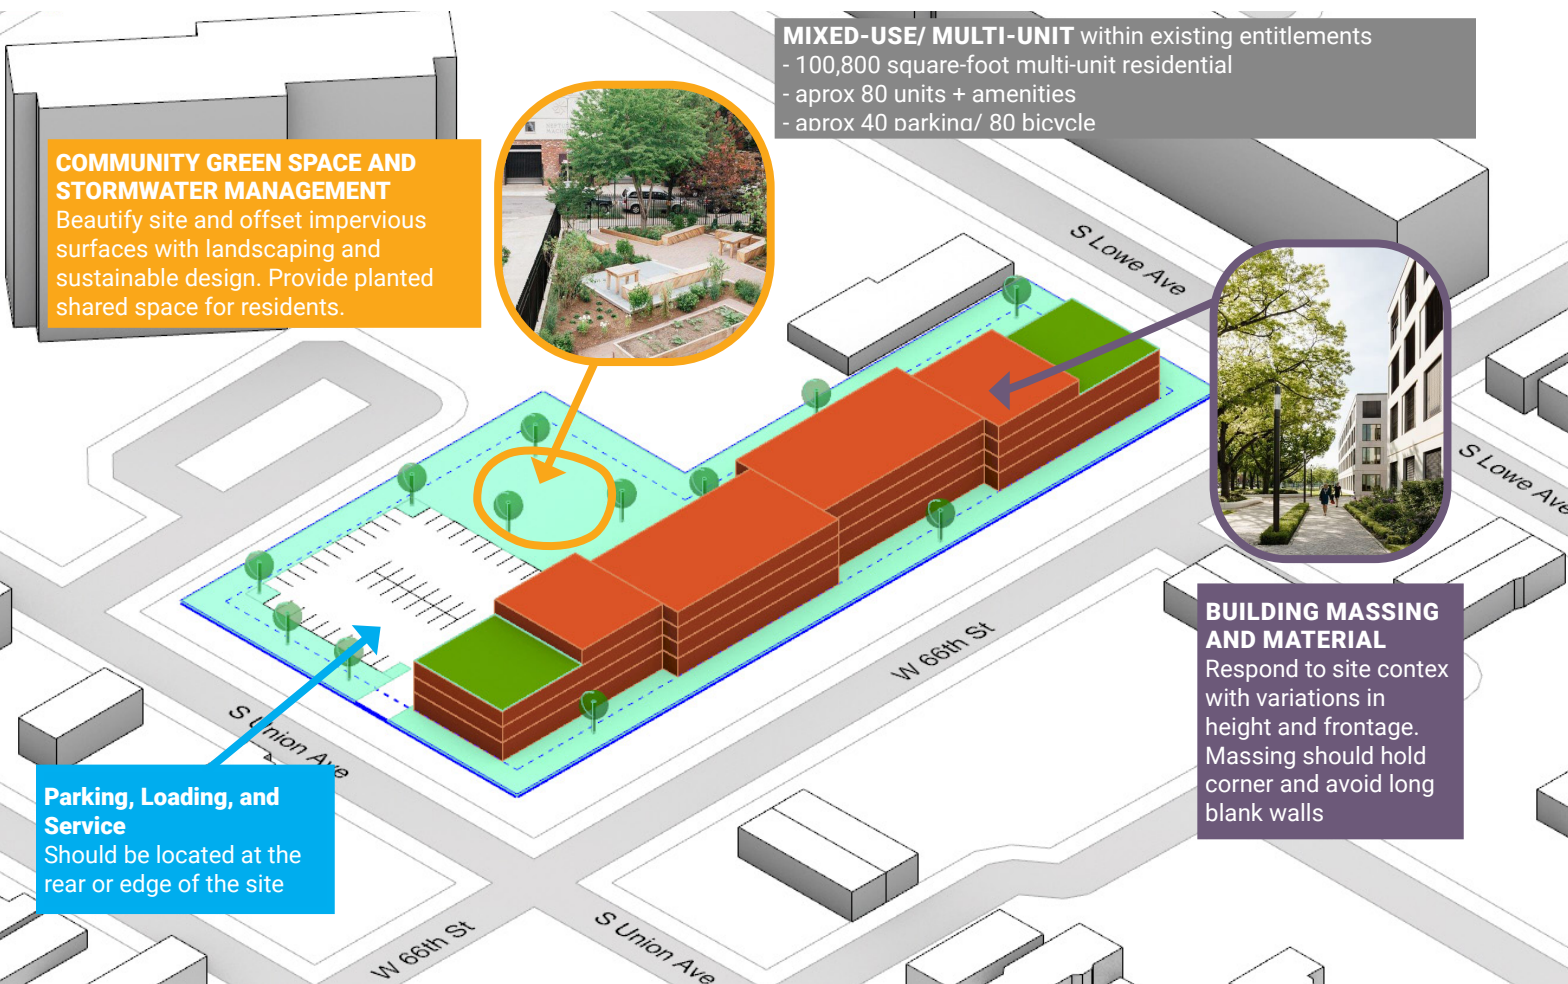 MIXED-USE/ MULTI-UNIT within existing entitlements
- 100,800 square-foot multi-unit residential
- aprox 80 units + amenities
- aprox 40 parking/ 80 bicycle
COMMUNITY GREEN SPACE AND
STORMWATER MANAGEMENT
Beautify site and offset impervious
surfaces with landscaping and
sustainable design. Provide planted
shared space for residents.
S Lowe Ave
S Lowe Ave
W 66th St
BUILDING MASSING
AND MATERIAL
Respond to site contex
with variations in
height and frontage.
Massing should hold
corner and avoid long
blank walls
S Union Ave
Parking, Loading, and
Service
Should be located at the
rear or edge of the site
W 66th St
S Union Ave